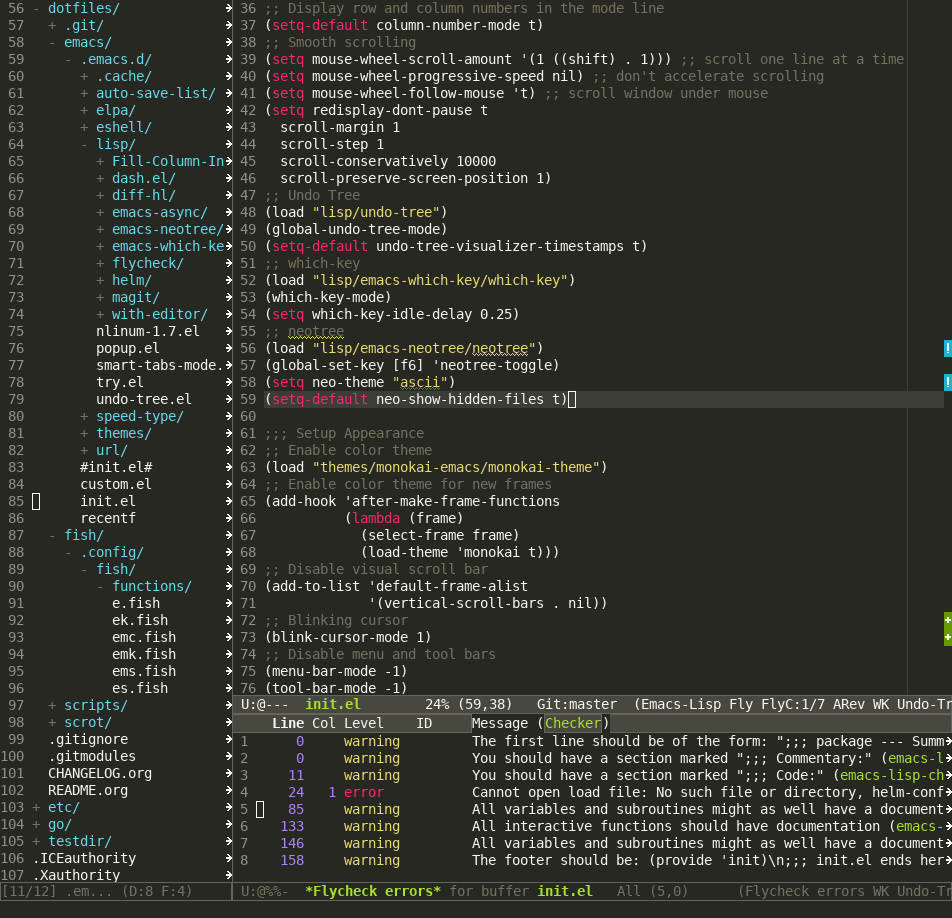 56 - dotfiles/
57   + .git/
58   - emacs/
59     - .emacs.d/
60       + .cache/
61       + auto-save-list/
62       + elpa/
63       + eshell/
64       - lisp/
65         + Fill-Column-In
66         + dash.el/
67         + diff-hl/
68         + emacs-async/
69         + emacs-neotree/
70         + emacs-which-ke
71         + flycheck/
72         + helm/
73         + magit/
74         + with-editor/
75         nlinum-1.7.el
76         popup.el
77         smart-tabs-mode.
78         try.el
79         undo-tree.el
80       + speed-type/
81       + themes/
82       + url/
83       #init.el#
84       custom.el
85       init.el
86       recentf
87   - fish/
88     - .config/
89       - fish/
90         - functions/
91           e.fish
92           ek.fish
93           emc.fish
94           emk.fish
95           ems.fish
96           es.fish
97   + scripts/
98   + scrot/
99   .gitignore
100   .gitmodules
101   CHANGELOG.org
102   README.org
103 + etc/
104 + go/
105 + testdir/
106 .ICEauthority
107 .Xauthority
[11/12] .em... (D:8 F:4)
36 ;; Display row and column numbers in the mode line
37 (setq-default column-number-mode t)
38 ;; Smooth scrolling
39 (setq mouse-wheel-scroll-amount '(1 ((shift) . 1))) ;; scroll one line at a time
40 (setq mouse-wheel-progressive-speed nil) ;; don't accelerate scrolling
41 (setq mouse-wheel-follow-mouse 't) ;; scroll window under mouse
42 (setq redisplay-dont-pause t
43   scroll-margin 1
44   scroll-step 1
45   scroll-conservatively 10000
46   scroll-preserve-screen-position 1)
47 ;; Undo Tree
48 (load "lisp/undo-tree")
49 (global-undo-tree-mode)
50 (setq-default undo-tree-visualizer-timestamps t)
51 ;; which-key
52 (load "lisp/emacs-which-key/which-key")
53 (which-key-mode)
54 (setq which-key-idle-delay 0.25)
55 ;; neotree
56 (load "lisp/emacs-neotree/neotree")
57 (global-set-key [f6] 'neotree-toggle)
58 (setq neo-theme "ascii")
59 (setq-default neo-show-hidden-files t)
60
61 ;;; Setup Appearance
62 ;; Enable color theme
63 (load "themes/monokai-emacs/monokai-theme")
64 ;; Enable color theme for new frames
65 (add-hook 'after-make-frame-functions
66           (lambda (frame)
67             (select-frame frame)
68             (load-theme 'monokai t)))
69 ;; Disable visual scroll bar
70 (add-to-list 'default-frame-alist
71              '(vertical-scroll-bars . nil))
72 ;; Blinking cursor
73 (blink-cursor-mode 1)
74 ;; Disable menu and tool bars
75 (menu-bar-mode -1)
76 (tool-bar-mode -1)
U:@---  init.el        24% (59,38)   Git:master  (Emacs-Lisp Fly FlyC:1/7 ARev WK Undo-Tr
Line Col Level    ID     Message (Checker)
1      0     warning         The first line should be of the form: ";;; package --- Summ
2      0     warning         You should have a section marked ";;; Commentary:" (emacs-l
3     11     warning         You should have a section marked ";;; Code:" (emacs-lisp-ch
4     24   1 error           Cannot open load file: No such file or directory, helm-conf
5     85     warning         All variables and subroutines might as well have a document
6    133     warning         All interactive functions should have documentation (emacs-
7    146     warning         All variables and subroutines might as well have a document
8    158     warning         The footer should be: (provide 'init)\n;;; init.el ends her
U:@%%-  *Flycheck errors* for buffer init.el   All (5,0)      (Flycheck errors WK Undo-Tr